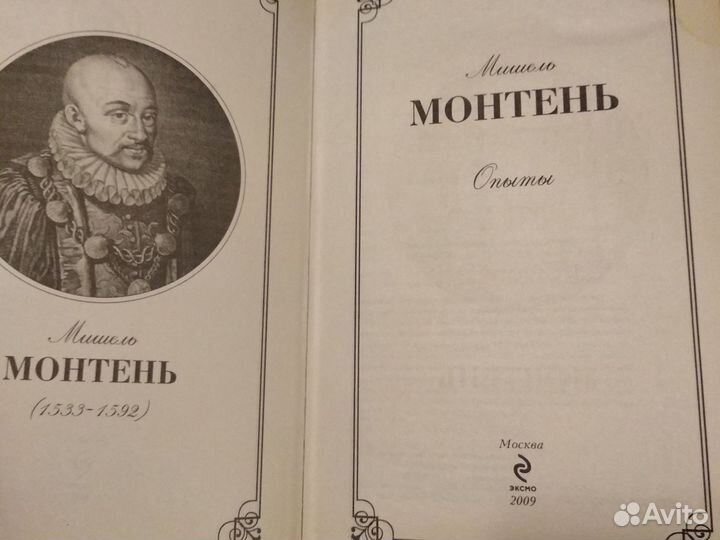 Мишель
МОНТЕНЬ
(1533-1592)
Мишель
МОНТЕНЬ
Опыты
Москва
ЭКСМО
2009
Avito